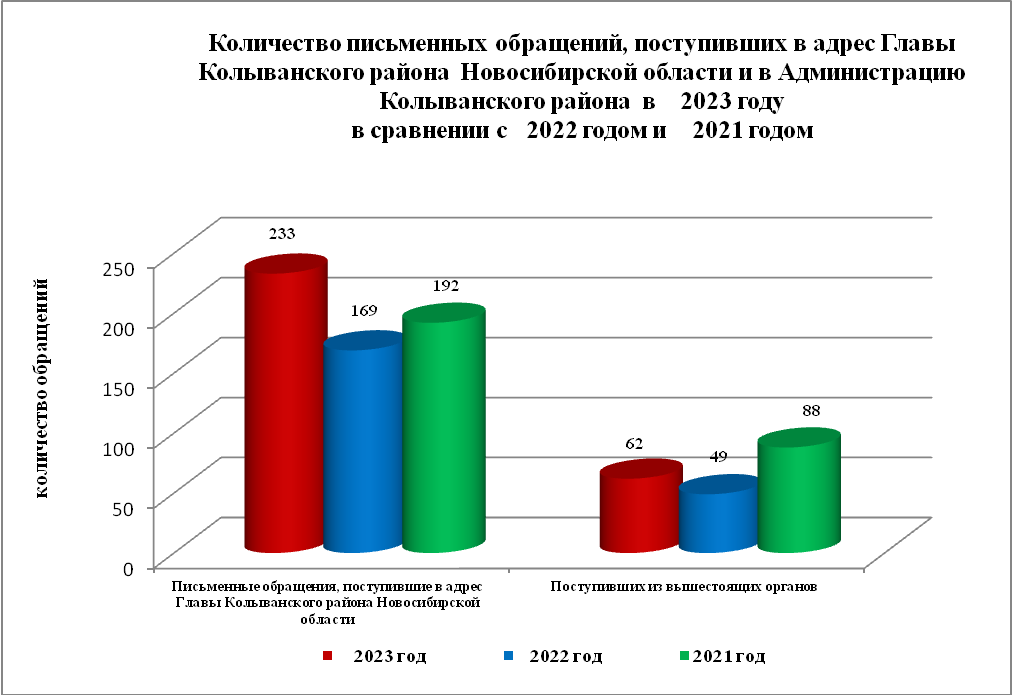 Количество письменных обращений, поступивших в адрес Главы
Колыванского района Новосибирской области и в Администрацию
Колыванского района в 2023 году
в сравнении с 2022 годом и 2021 годом
количество обращений
250
200
150
100
50
0
233
169
192
62
49
88
Письменные обращения, поступившие в адрес
Главы Колыванского района Новосибирской
области
Поступивших из вышестоящих органов
2023 год
2022 год
2021 год